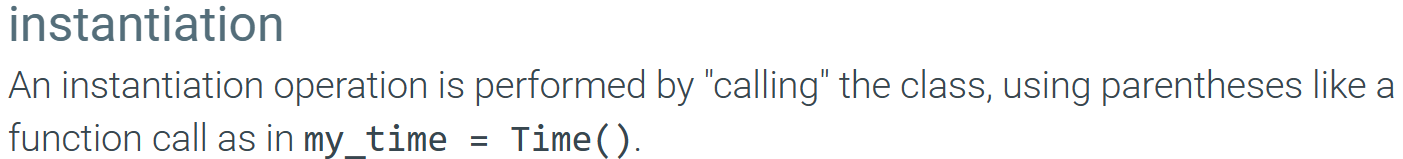 instantiation
An instantiation operation is performed by "calling" the class, using parentheses like a
function call as in my_time = Time().